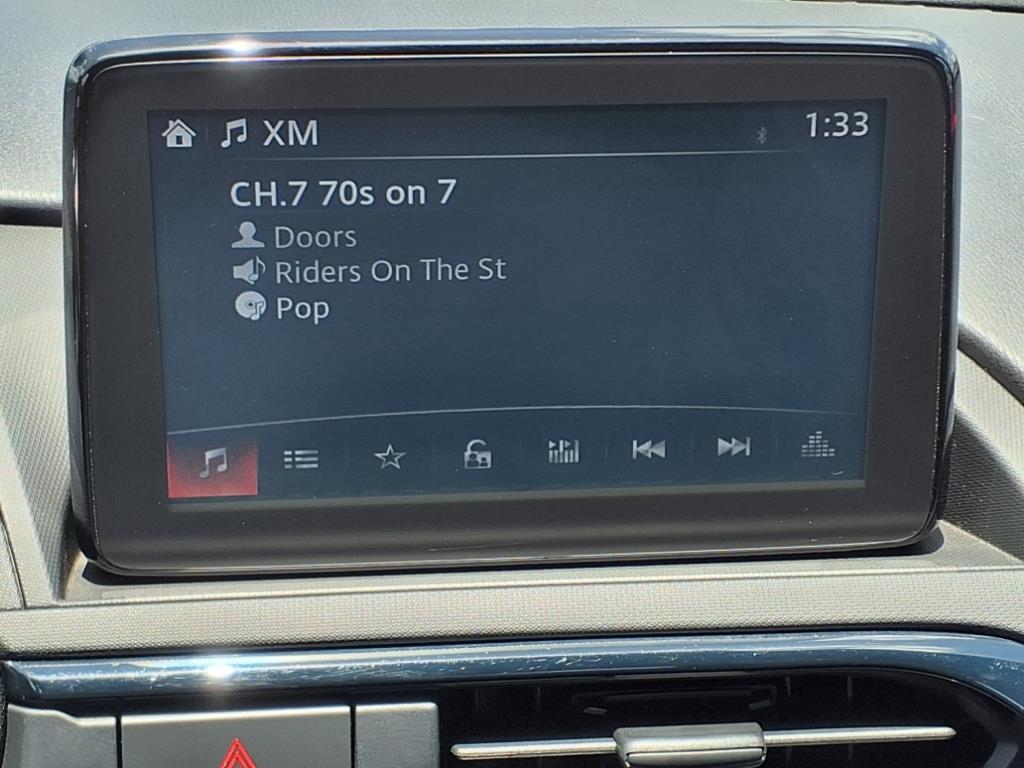 XM 1:33
CH.7 70s on 7
Doors
Riders On The St
Pop